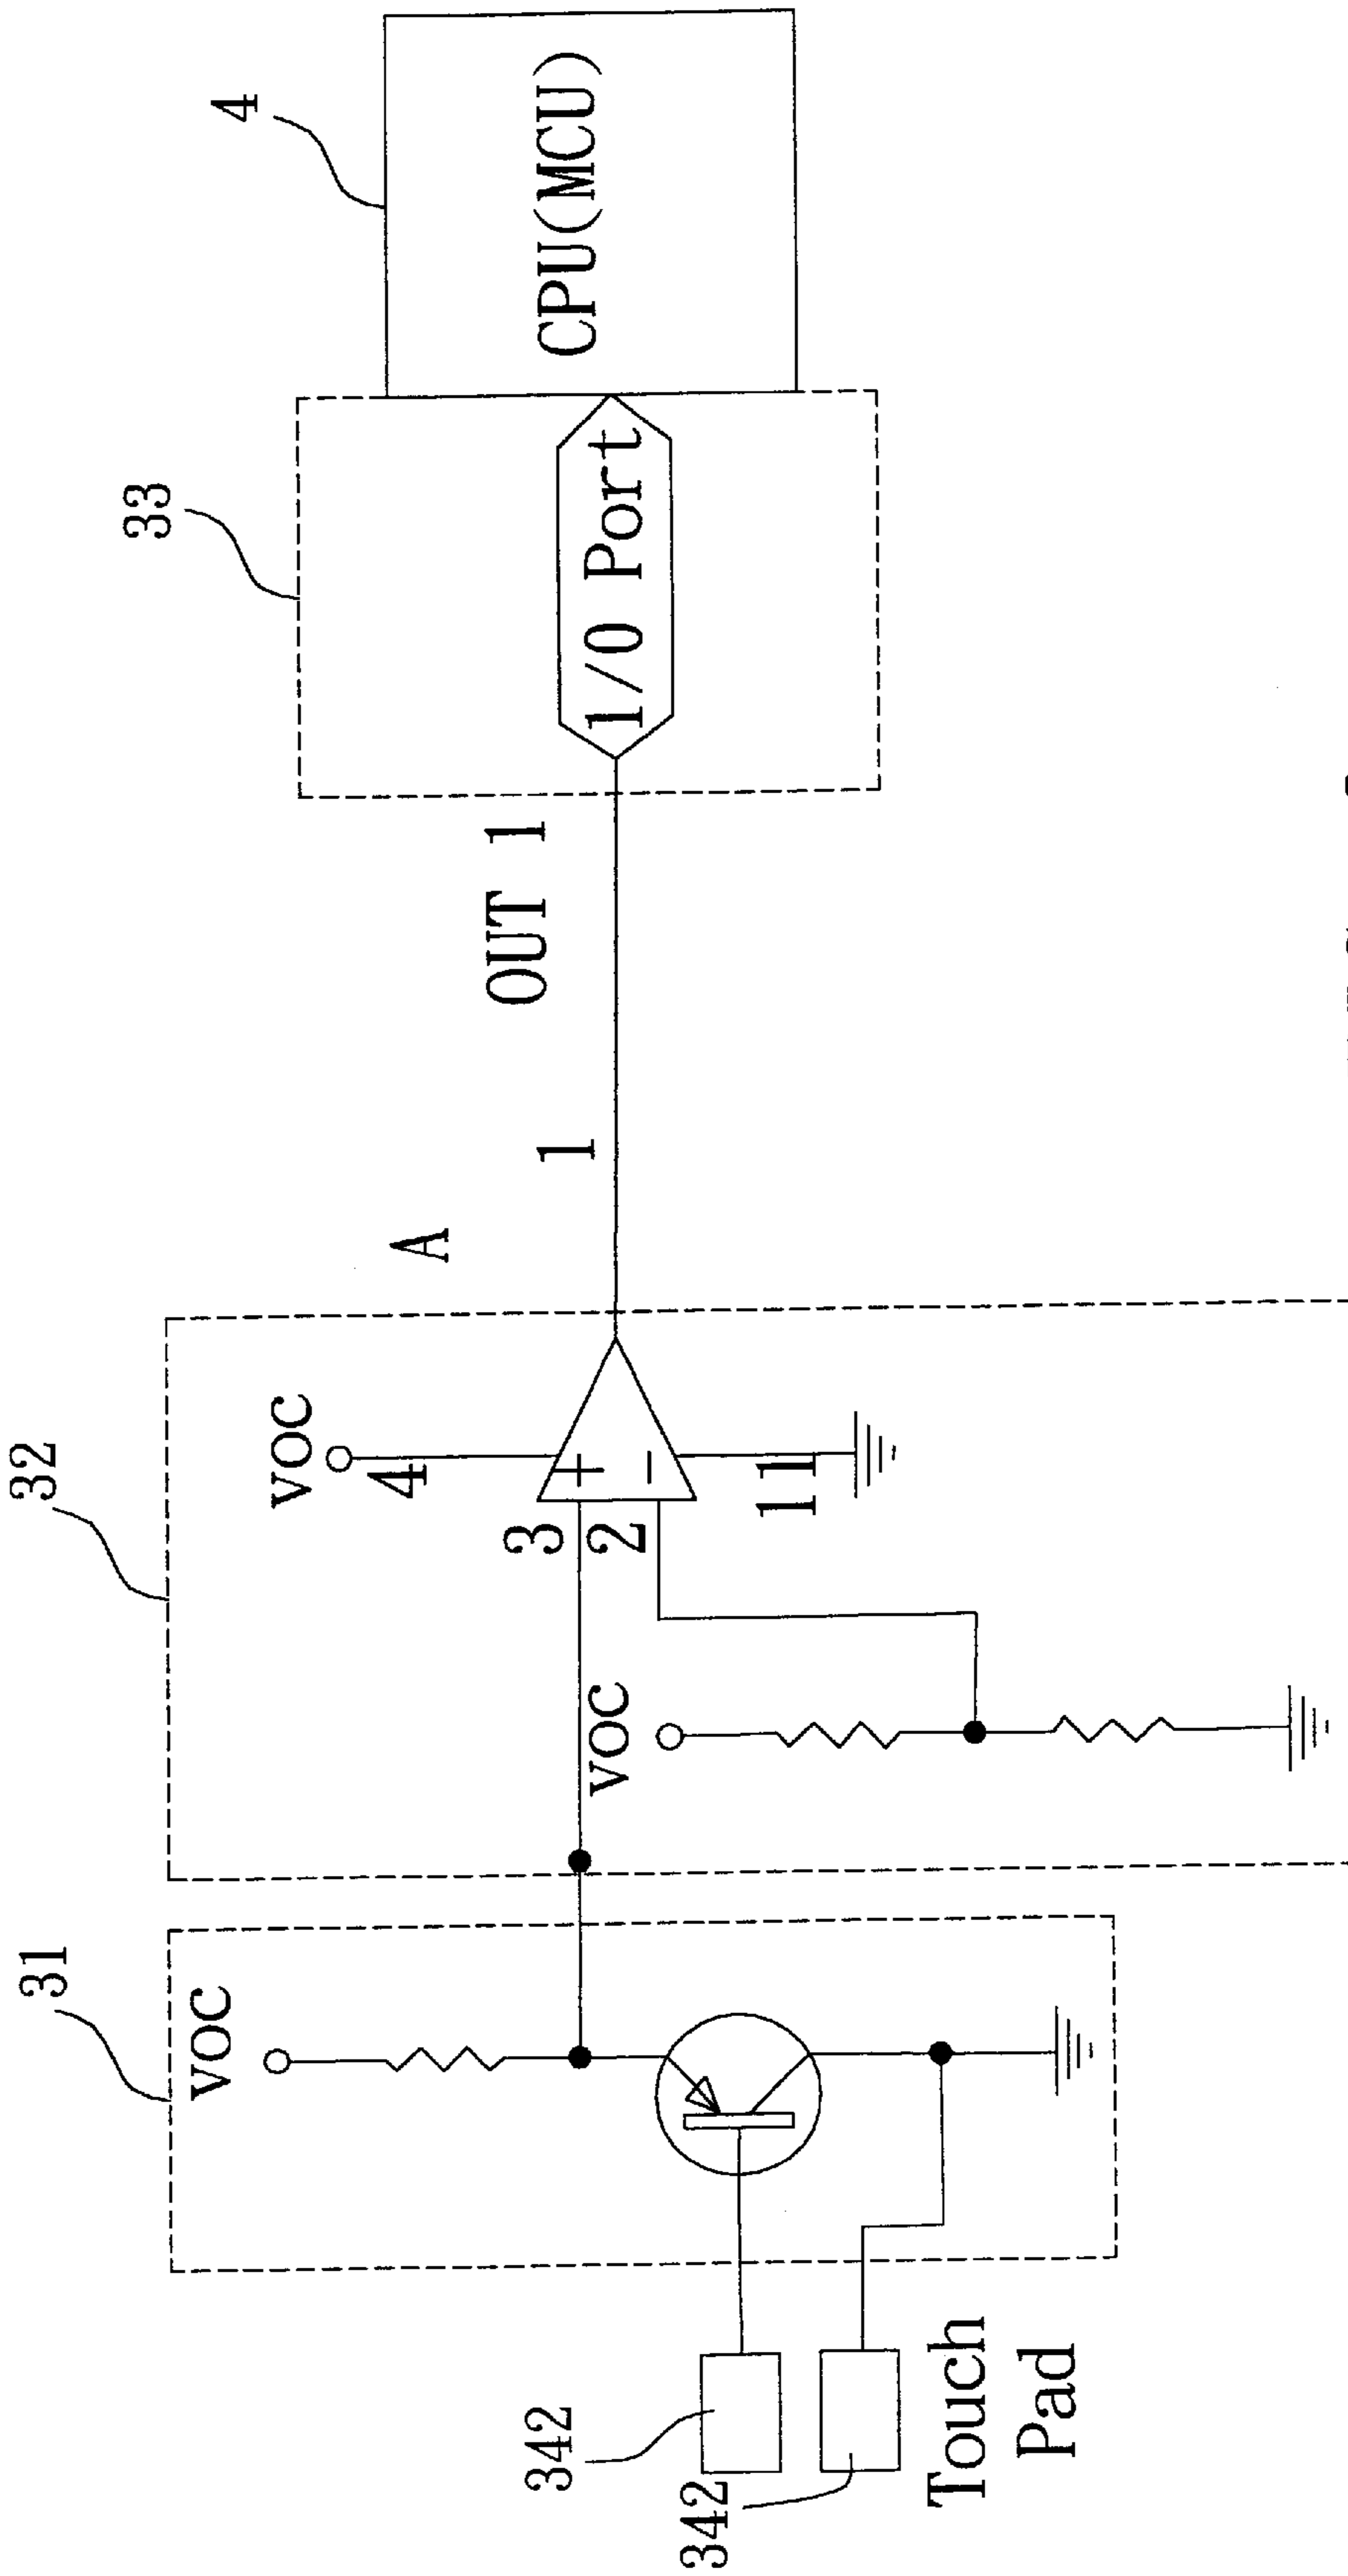 31
32
33
4
VOC
VOC
4
A
OUT 1
1
3
2
VOC
11
1/0 Port
CPU(MCU)
342
342
Touch
Pad